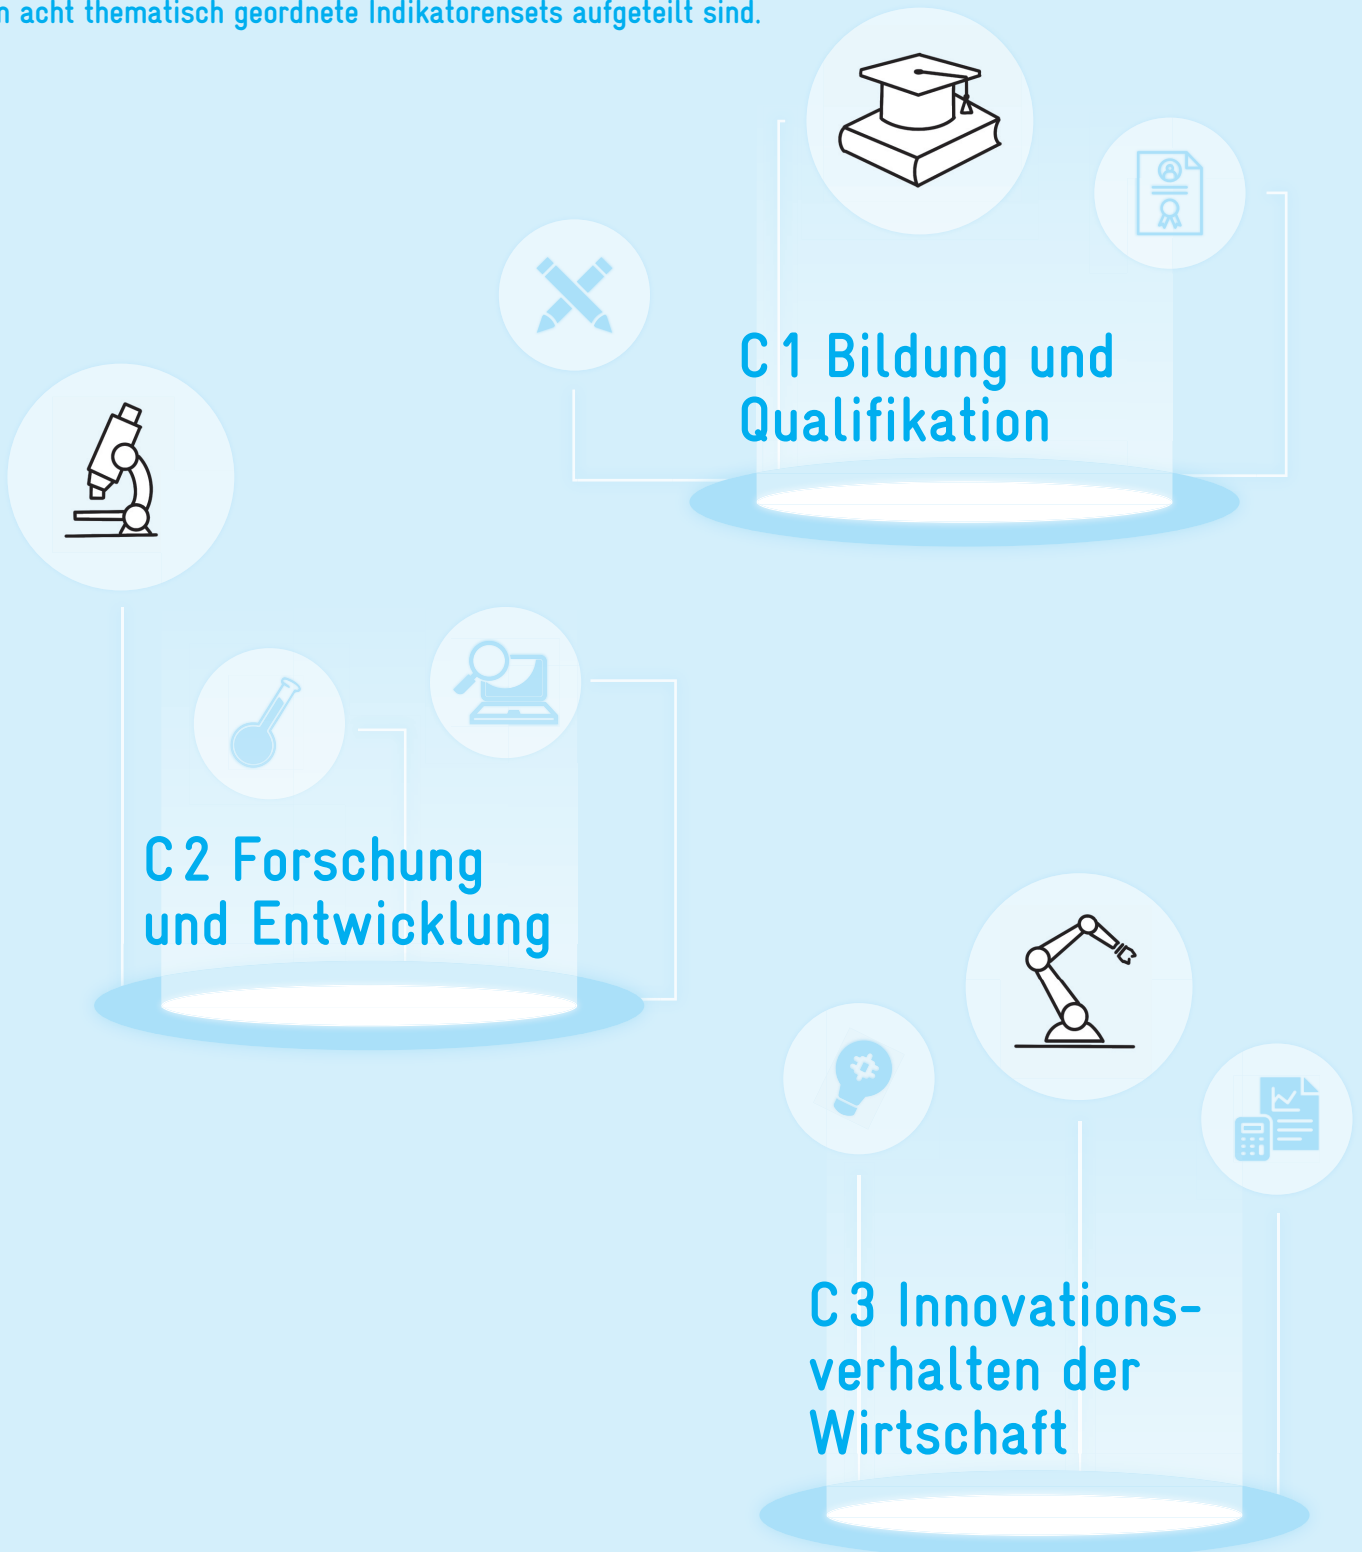 acht thematisch geordnete Indikatorensets aufgeteilt sind.
C 1 Bildung und
Qualifikation
C 2 Forschung
und Entwicklung
C 3 Innovations-
verhalten der
Wirtschaft